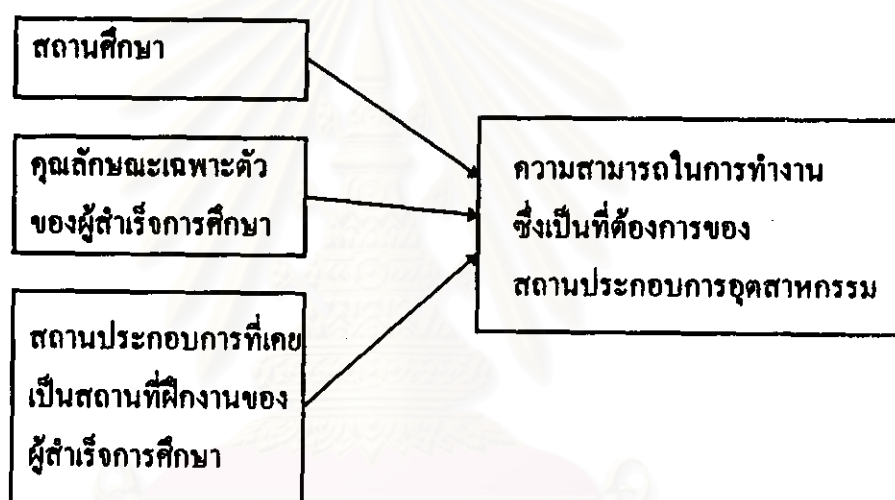 สถานศึกษา
คุณลักษณะเฉพาะตัว
ของผู้สำเร็จการศึกษา
สถานประกอบการที่เคย
เป็นสถานที่ฝึกงานของ
ผู้สำเร็จการศึกษา
ความสามารถในการทำงาน
ซึ่งเป็นที่ต้องการของ
สถานประกอบการอุตสาหกรรม